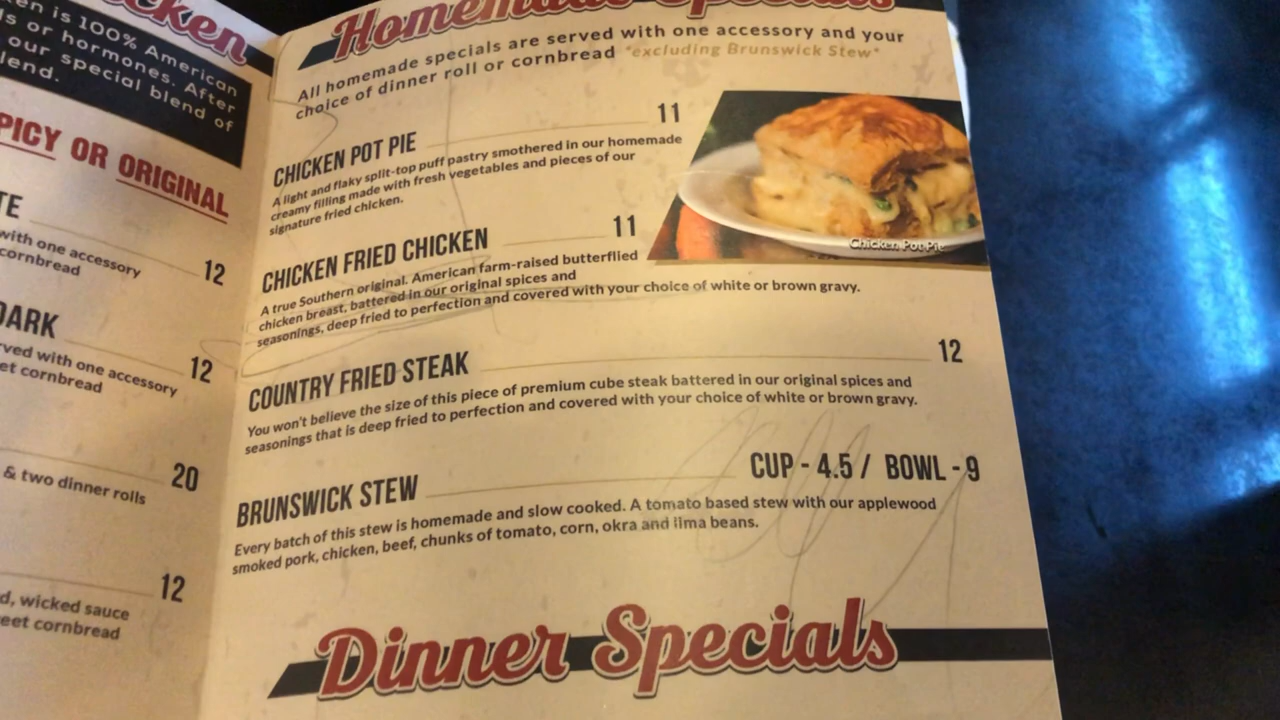 cken
en is 100% American
s or hormones. After
our special blend of
lend.
PICY OR ORIGINAL
TE
12
with one accessory
cornbread
DARK
12
ved with one accessory
et cornbread
20
& two dinner rolls
12
d, wicked sauce
eet cornbread
Homemade Specials
All homemade specials are served with one accessory and your
choice of dinner roll or cornbread *excluding Brunswick Stew*
CHICKEN POT PIE 11
A light and flaky split-top puff pastry smothered in our homemade
creamy filling made with fresh vegetables and pieces of our
signature fried chicken.
Chicken Pot Pie
CHICKEN FRIED CHICKEN 11
A true Southern original. American farm-raised butterflied
chicken breast, battered in our original spices and
seasonings, deep fried to perfection and covered with your choice of white or brown gravy.
COUNTRY FRIED STEAK 12
You won't believe the size of this piece of premium cube steak battered in our original spices and
seasonings that is deep fried to perfection and covered with your choice of white or brown gravy.
BRUNSWICK STEW CUP - 4.5 / BOWL - 9
Every batch of this stew is homemade and slow cooked. A tomato based stew with our applewood
smoked pork, chicken, beef, chunks of tomato, corn, okra and lima beans.
Dinner Specials